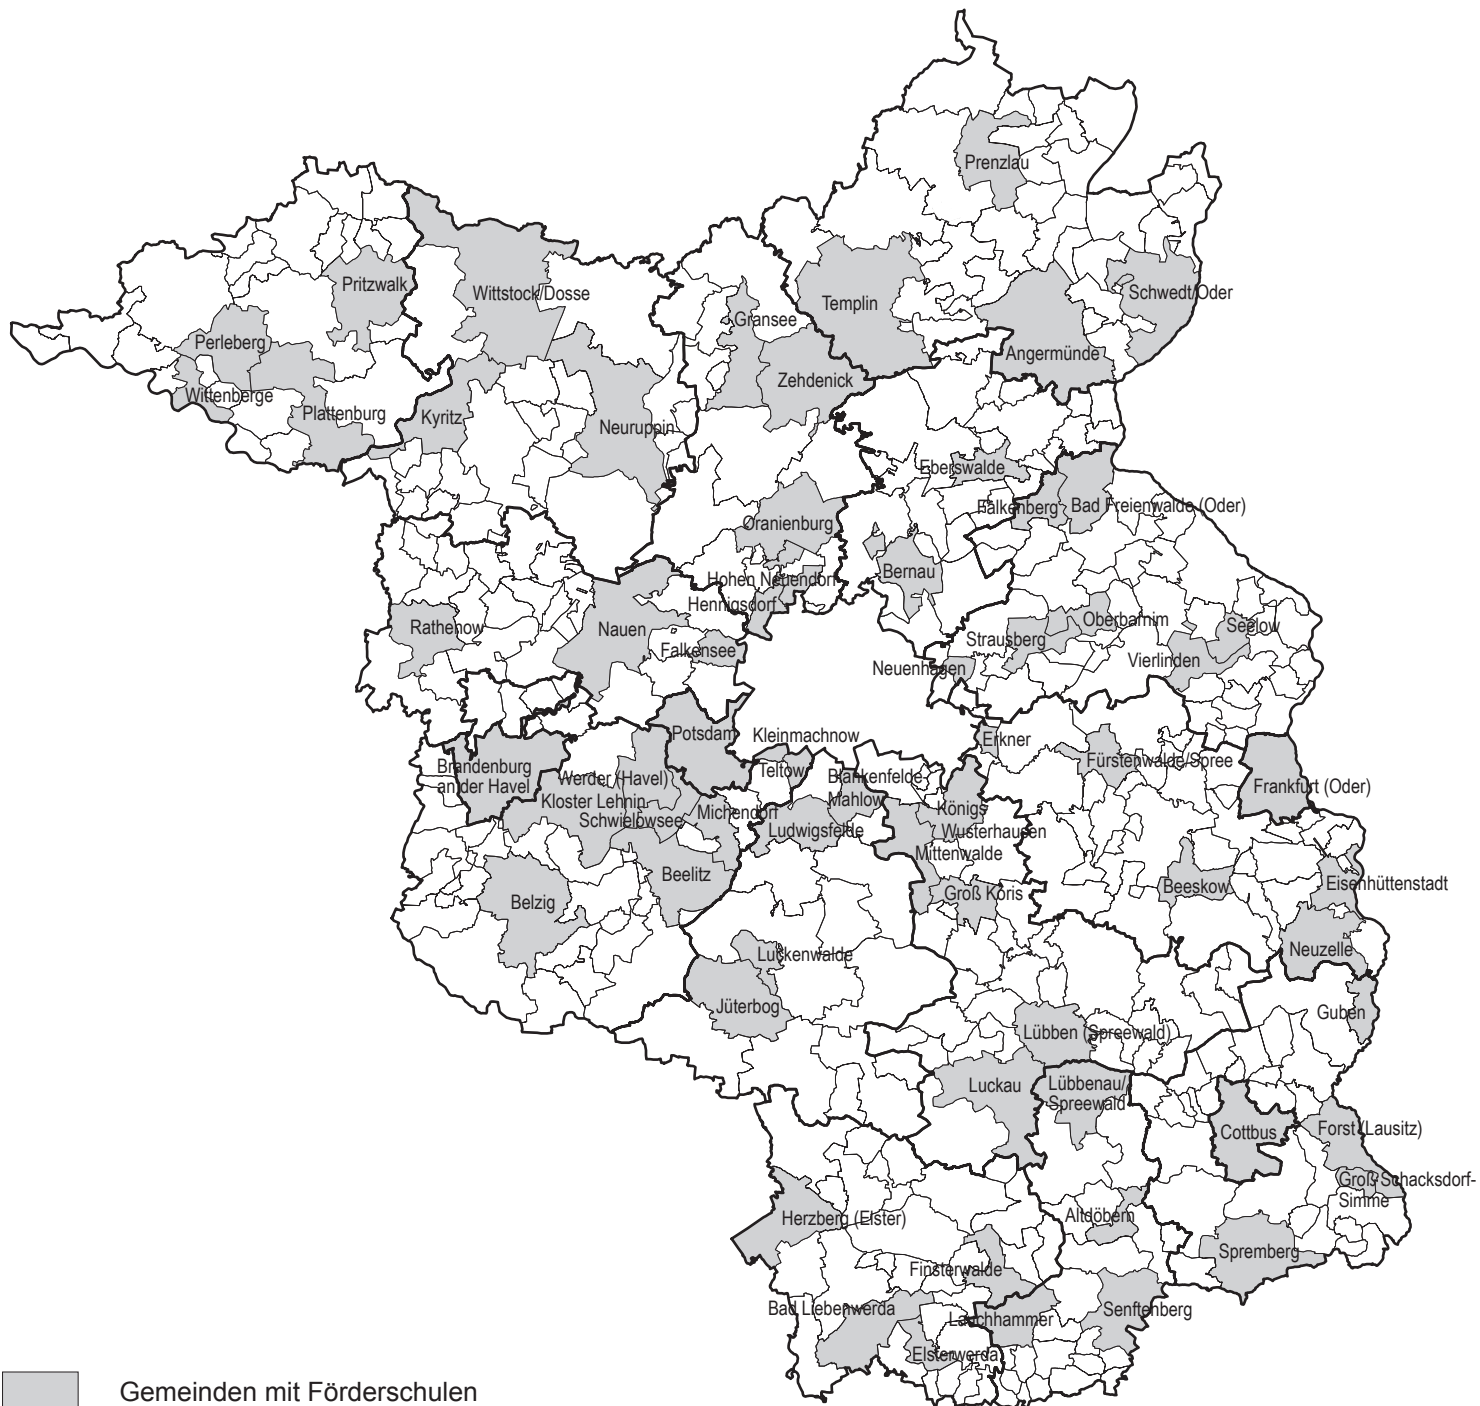 Prenzlau
Pritzwalk
Wittstock/Dosse
Templin
Schwedt/Oder
Gransee
Perleberg
Angermünde
Zehdenick
Wittenberge
Plattenburg
Kyritz
Neuruppin
Eberswalde
Falkenberg
Bad Freienwalde (Oder)
Oranienburg
Bernau
Hohen Neuendorf
Hennigsdorf
Rathenow
Nauen
Falkensee
Strausberg
Oberbarnim
Seelow
Neuenhagen
Vierlinden
Potsdam
Kleinmachnow
Erkner
Teltow
Fürstenwalde/Spree
Brandenburg
an der Havel
Werder (Havel)
Blankenfelde
Mahlow
Frankfurt (Oder)
Kloster Lehnin
Schwielowsee
Michendorf
Ludwigsfelde
Königs
Wusterhausen
Mittenwalde
Beelitz
Belzig
Groß Köris
Beeskow
Eisenhüttenstadt
Luckenwalde
Neuzelle
Jüterbog
Guben
Lübben (Spreewald)
Luckau
Lübbenau/
Spreewald
Cottbus
Forst (Lausitz)
Groß Schacksdorf-
Simme
Herzberg (Elster)
Altdöbern
Spremberg
Finsterwalde
Bad Liebenwerda
Lauchhammer
Senftenberg
Elsterwerda
Gemeinden mit Förderschulen